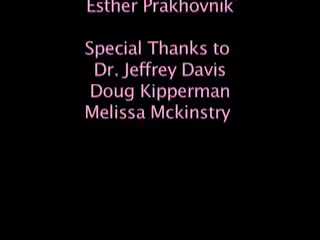 Esther Prakhovnik
Special Thanks to
Dr. Jeffrey Davis
Doug Kipperman
Melissa Mckinstry